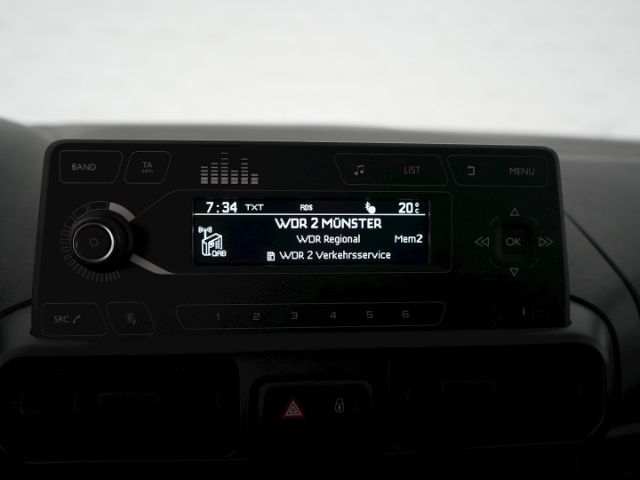 BAND
TA
INFO
LIST
MENU
7:34 TXT RDS 20°C
WDR 2 MÜNSTER
WDR Regional Mem2
DAB
WDR 2 Verkehrsservice
OK
SRC
1 2 3 4 5 6